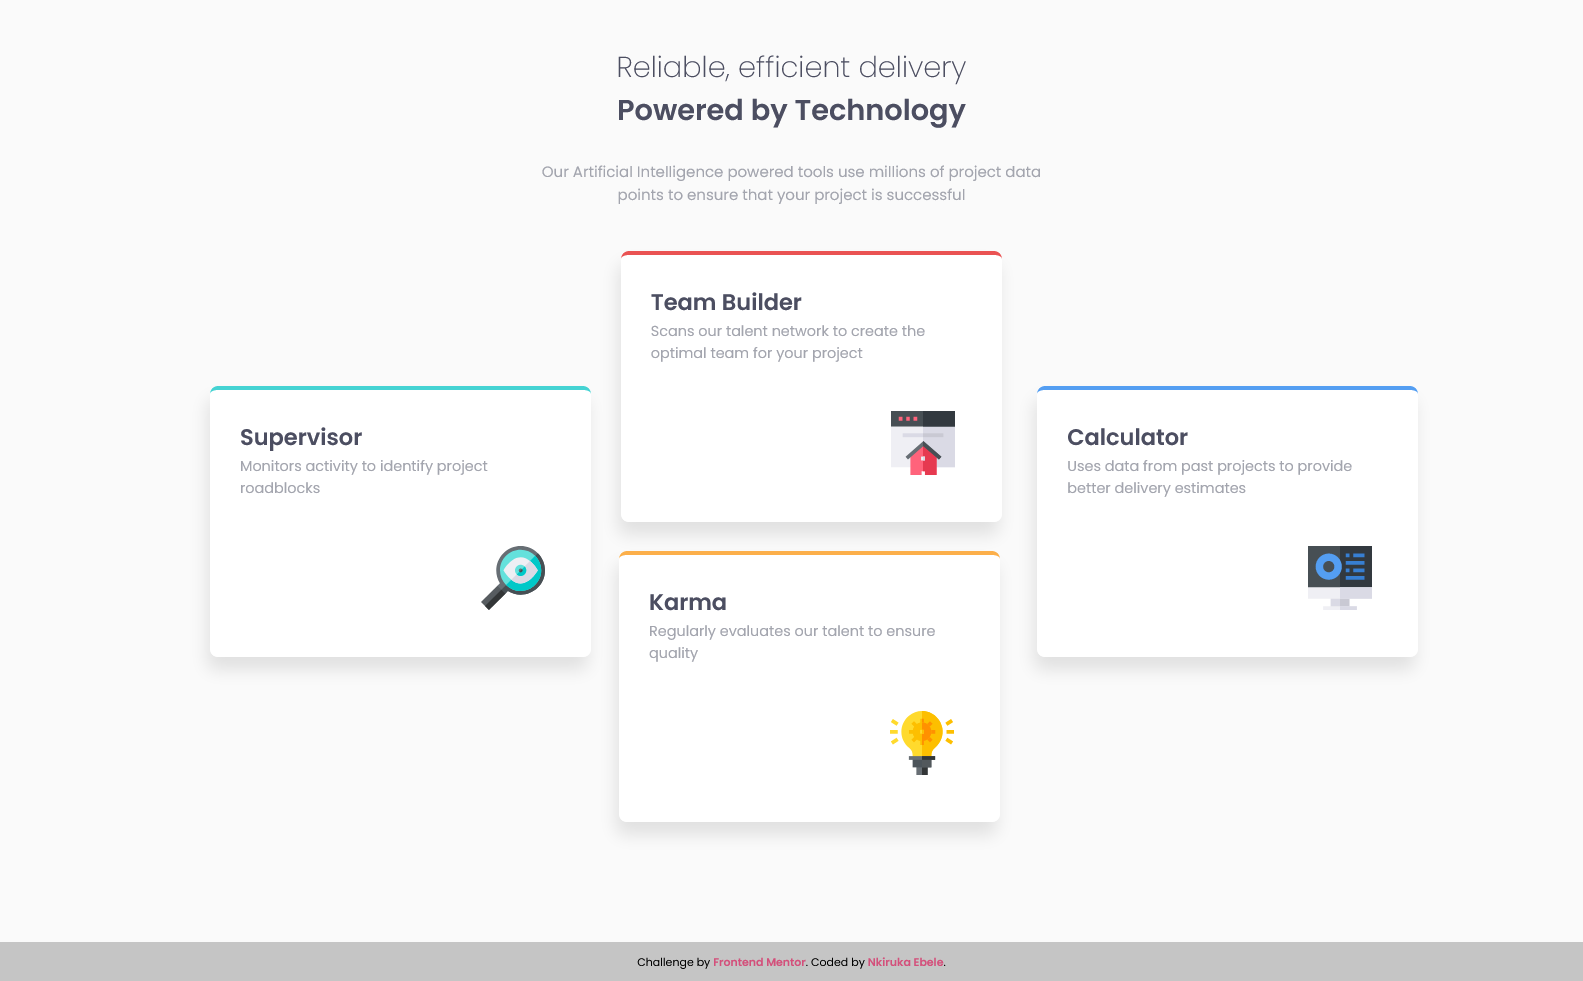 Reliable, efficient delivery
Powered by Technology
Our Artificial Intelligence powered tools use millions of project data
points to ensure that your project is successful
Team Builder
Scans our talent network to create the
optimal team for your project
Supervisor
Monitors activity to identify project
roadblocks
Calculator
Uses data from past projects to provide
better delivery estimates
Karma
Regularly evaluates our talent to ensure
quality
Challenge by Frontend Mentor. Coded by Nkiruka Ebele.